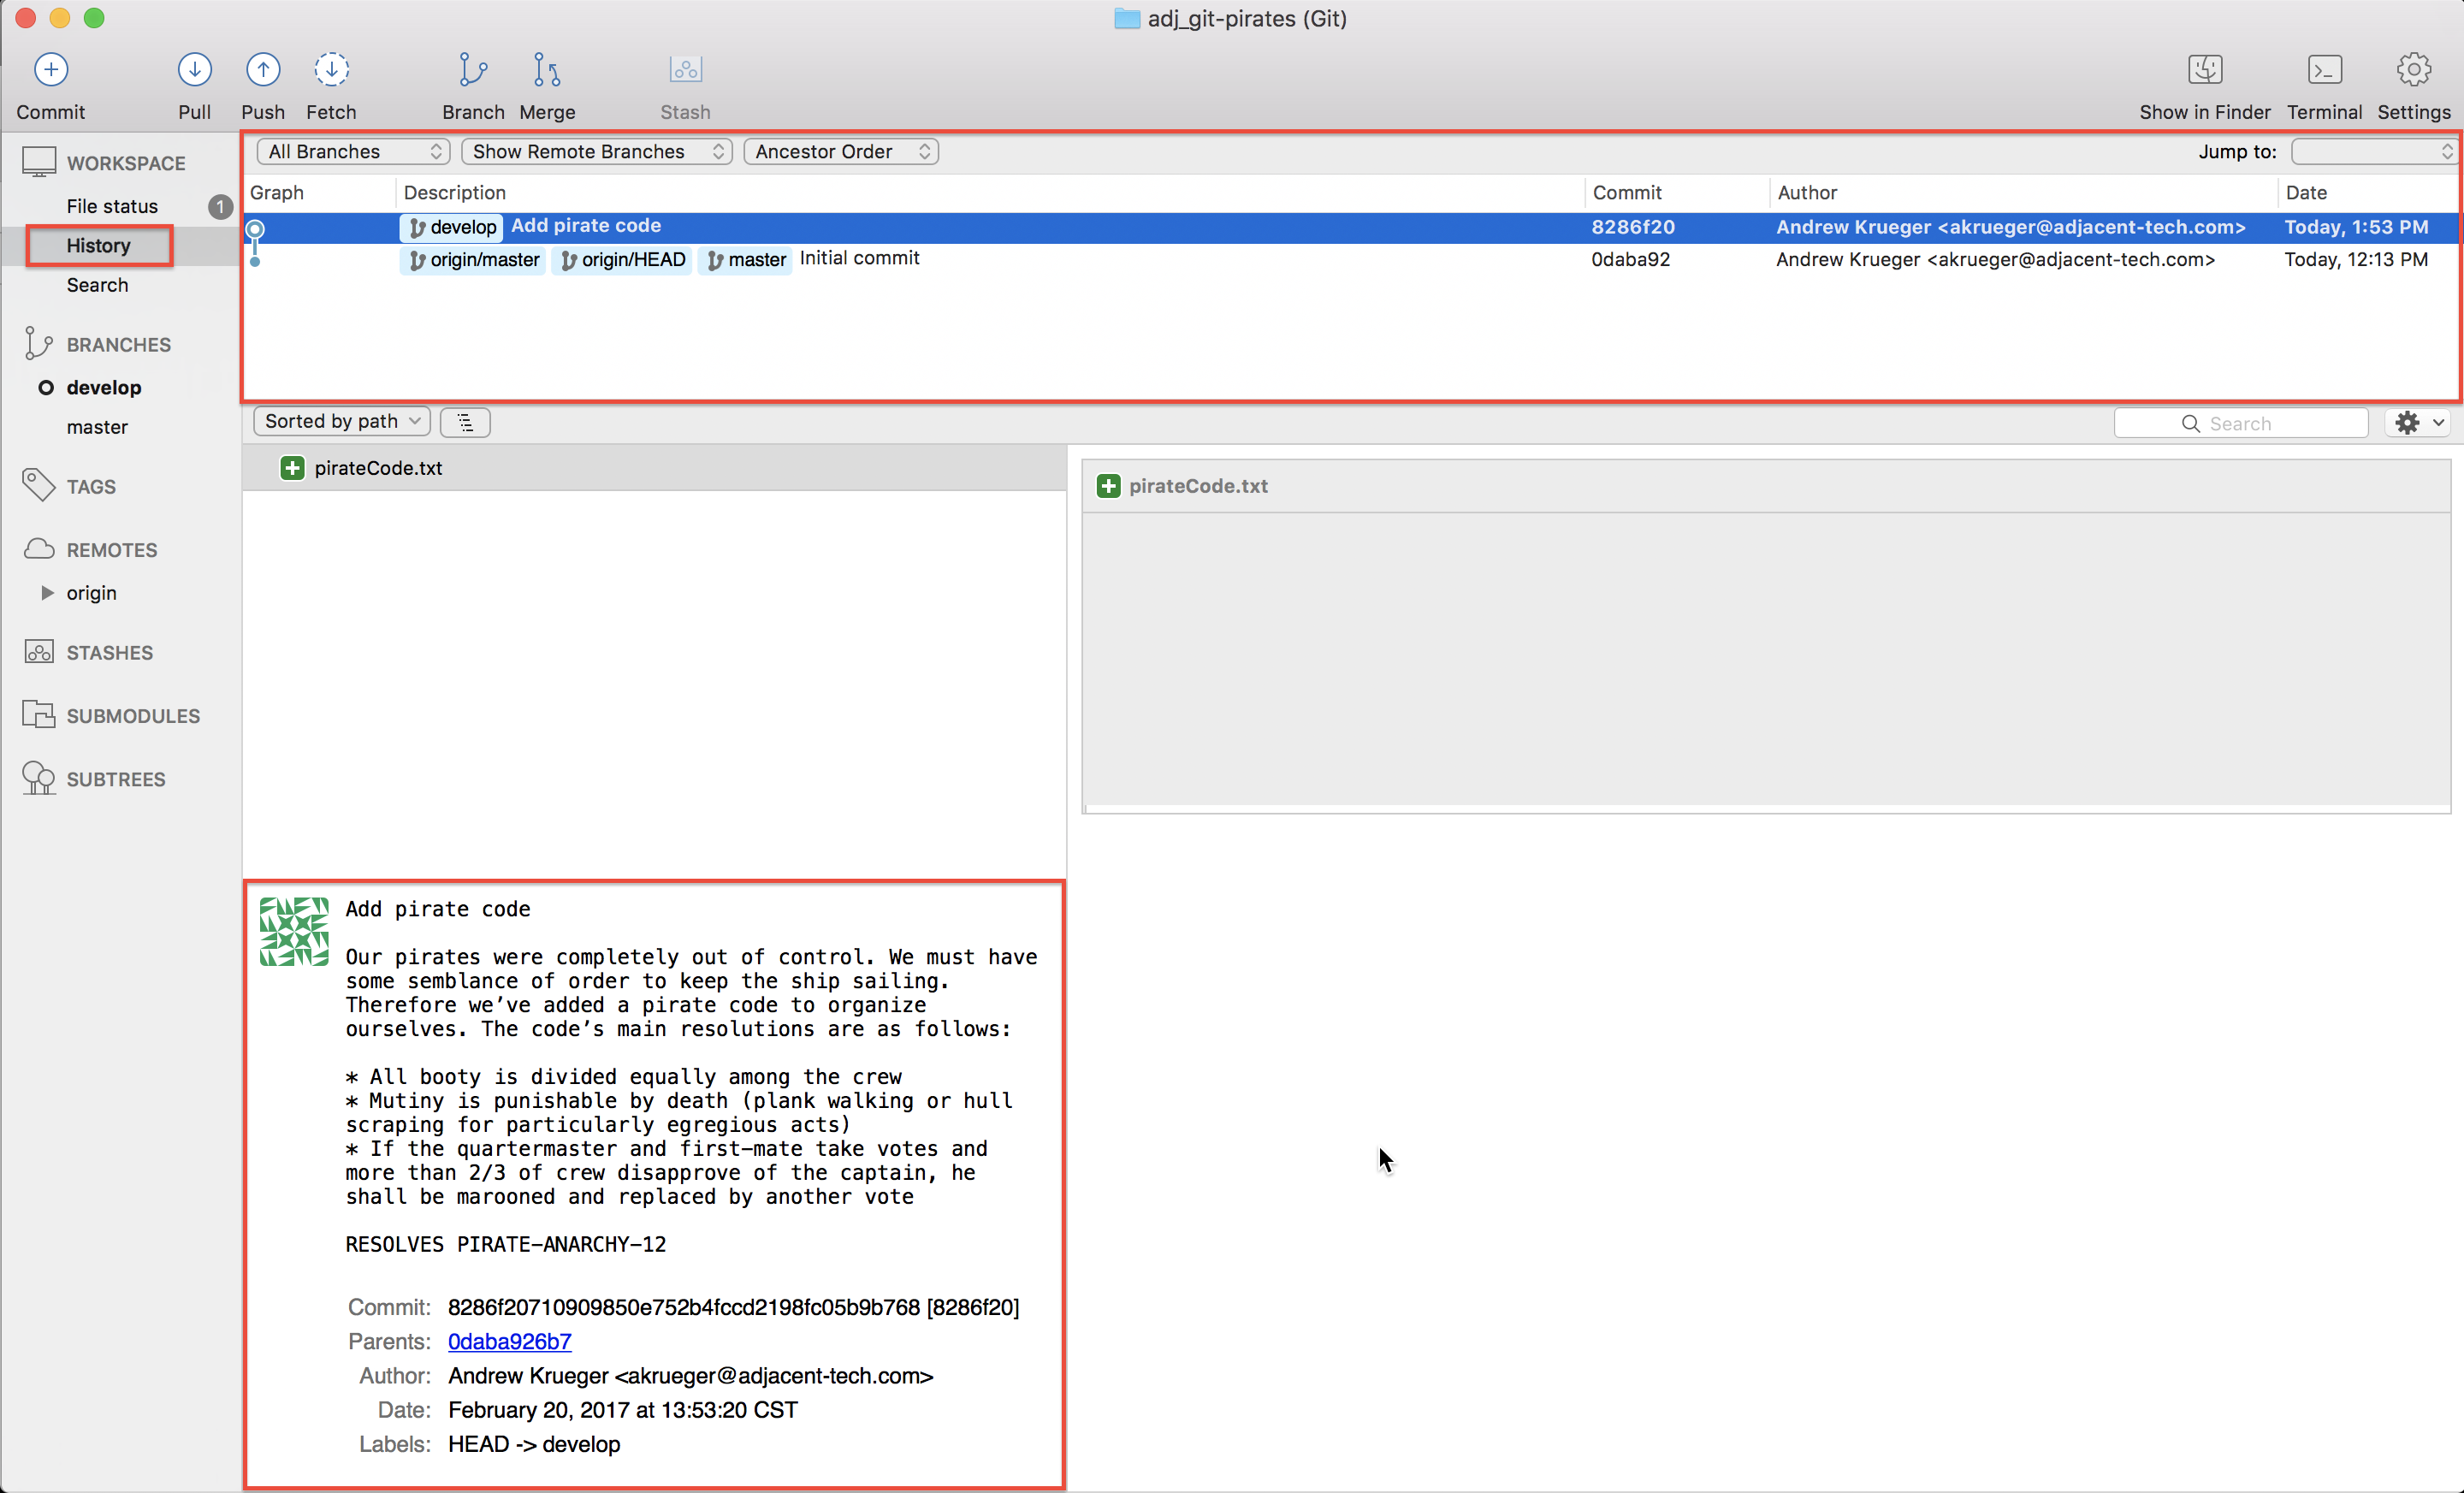 adj_git-pirates (Git)
Commit Pull Push Fetch Branch Merge Stash Show in Finder Terminal Settings
WORKSPACE
File status 1
History
Search
BRANCHES
develop
master
TAGS
REMOTES
origin
STASHES
SUBMODULES
SUBTREES
All Branches Show Remote Branches Ancestor Order Jump to:
Graph Description Commit Author Date
develop Add pirate code 8286f20 Andrew Krueger <akrueger@adjacent-tech.com> Today, 1:53 PM
origin/master origin/HEAD master Initial commit 0daba92 Andrew Krueger <akrueger@adjacent-tech.com> Today, 12:13 PM
Sorted by path Search
pirateCode.txt
pirateCode.txt
Add pirate code
Our pirates were completely out of control. We must have
some semblance of order to keep the ship sailing.
Therefore we’ve added a pirate code to organize
ourselves. The code’s main resolutions are as follows:
* All booty is divided equally among the crew
* Mutiny is punishable by death (plank walking or hull
scraping for particularly egregious acts)
* If the quartermaster and first-mate take votes and
more than 2/3 of crew disapprove of the captain, he
shall be marooned and replaced by another vote
RESOLVES PIRATE-ANARCHY-12
Commit: 8286f20710909850e752b4fccd2198fc05b9b768 [8286f20]
Parents: 0daba926b7
Author: Andrew Krueger <akrueger@adjacent-tech.com>
Date: February 20, 2017 at 13:53:20 CST
Labels: HEAD -> develop